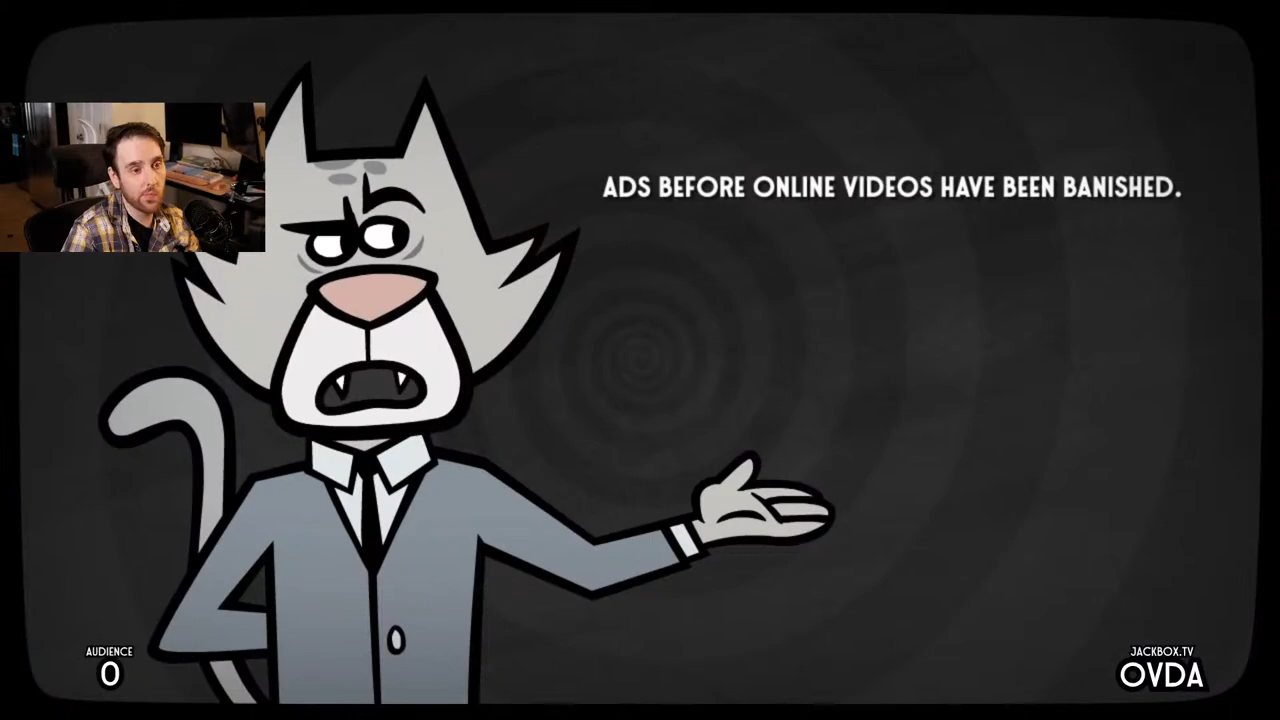 ADS BEFORE ONLINE VIDEOS HAVE BEEN BANISHED.
AUDIENCE
0
JACKBOX.TV
OVDA